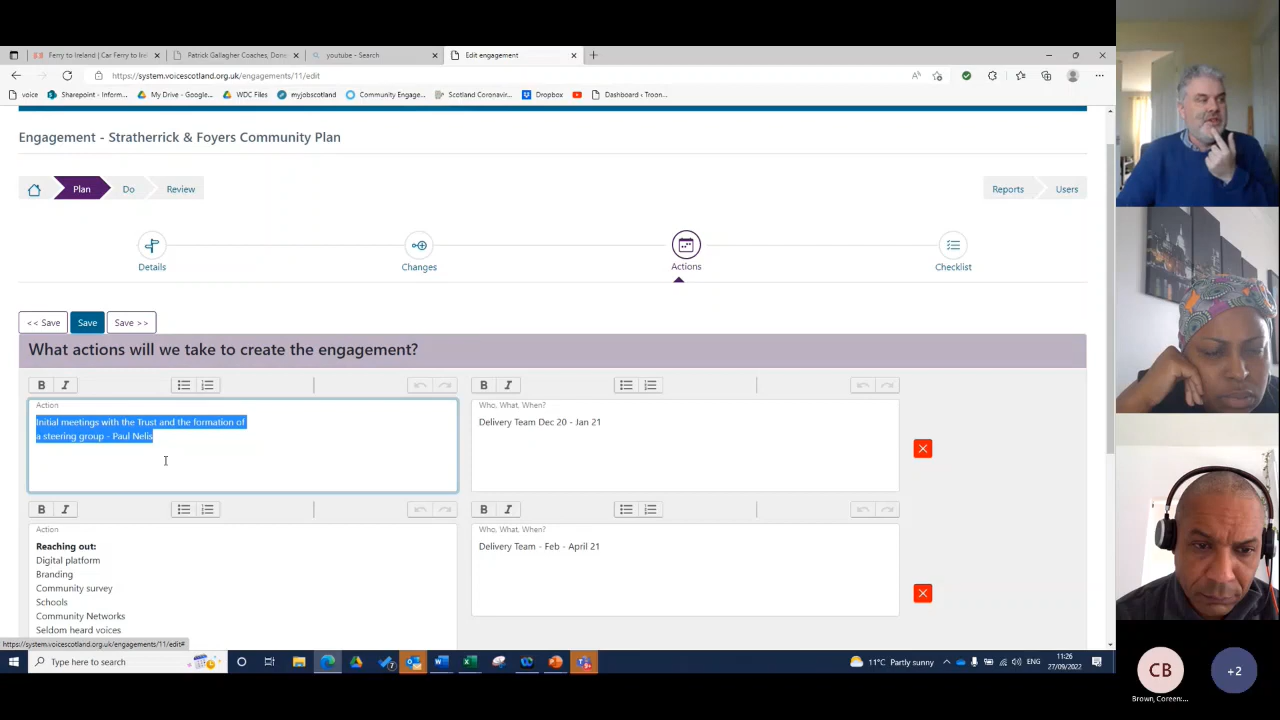 Ferry to Ireland | Car Ferry to Ire
Patrick Gallagher Coaches, Done
youtube - Search
Edit engagement
https://system.voicescotland.org.uk/engagements/11/edit
voice
Sharepoint - Inform...
My Drive - Google...
WDC Files
myjobscotland
Community Engage...
Scotland Coronavir...
Dropbox
Dashboard ‹ Troon...
Engagement - Stratherrick & Foyers Community Plan
Plan
Do
Review
Reports
Users
Details
Changes
Actions
Checklist
<< Save
Save
Save >>
What actions will we take to create the engagement?
B I
B I
Action
Initial meetings with the Trust and the formation of
a steering group - Paul Nelis
Who, What, When?
Delivery Team Dec 20 - Jan 21
B I
B I
Action
Reaching out:
Digital platform
Branding
Community survey
Schools
Community Networks
Seldom heard voices
Who, What, When?
Delivery Team - Feb - April 21
https://system.voicescotland.org.uk/engagements/11/edit#
Type here to search
11°C Partly sunny
ENG
11:26
27/09/2022
CB
Brown, Coreen:...
+2